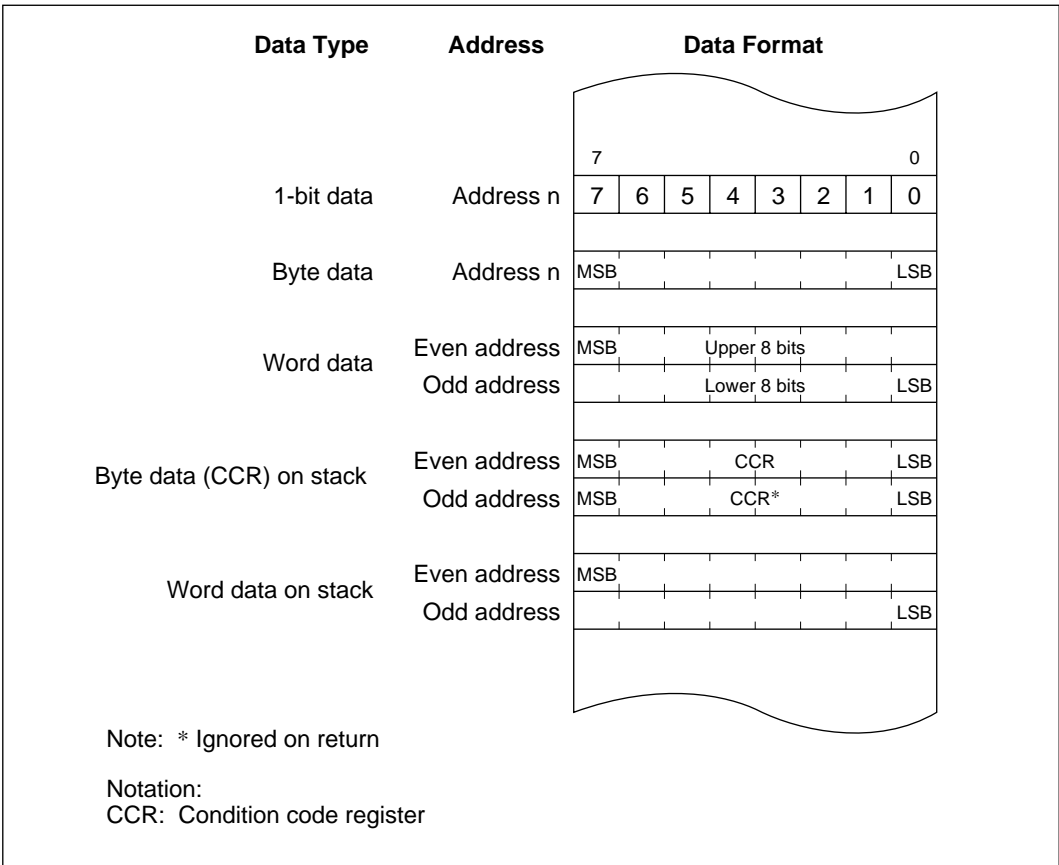 Data Type Address Data Format
7 0
1-bit data Address n 7 6 5 4 3 2 1 0
Byte data Address n MSB LSB
Word data
Even address MSB Upper 8 bits
Odd address Lower 8 bits LSB
Byte data (CCR) on stack
Even address MSB CCR LSB
Odd address MSB CCR* LSB
Word data on stack
Even address MSB
Odd address LSB
Note: * Ignored on return
Notation:
CCR: Condition code register